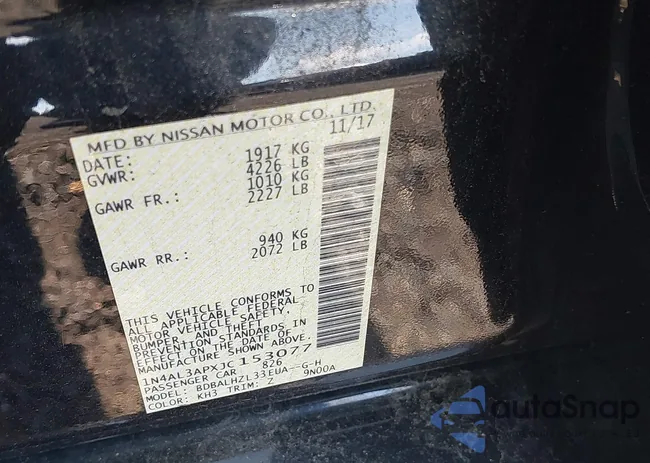 MFD BY NISSAN MOTOR CO., LTD.
DATE: 11/17
GVWR: 1917 KG
4226 LB
GAWR FR.: 1010 KG
2227 LB
GAWR RR.: 940 KG
2072 LB
THIS VEHICLE CONFORMS TO
ALL APPLICABLE FEDERAL
MOTOR VEHICLE SAFETY,
BUMPER, AND THEFT
PREVENTION STANDARDS IN
EFFECT ON THE DATE OF
MANUFACTURE SHOWN ABOVE.
1N4AL3APXJC153077
PASSENGER CAR 826
MODEL: BDBALHZL33EUA--G-H
COLOR: KH3 TRIM: Z 9N00A
autoSnap